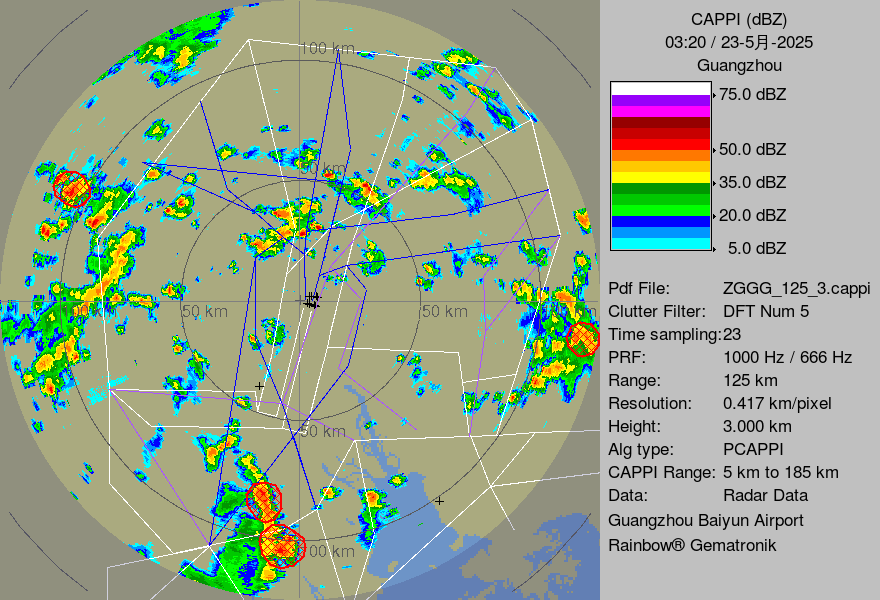 CAPPI (dBZ)
03:20 / 23-5月-2025
Guangzhou
75.0 dBZ
50.0 dBZ
35.0 dBZ
20.0 dBZ
5.0 dBZ
Pdf File: ZGGG_125_3.cappi
Clutter Filter: DFT Num 5
Time sampling:23
PRF: 1000 Hz / 666 Hz
Range: 125 km
Resolution: 0.417 km/pixel
Height: 3.000 km
Alg type: PCAPPI
CAPPI Range: 5 km to 185 km
Data: Radar Data
Guangzhou Baiyun Airport
Rainbow® Gematronik
100 km
50 km
100 km
50 km
50 km
km
50 km
100 km